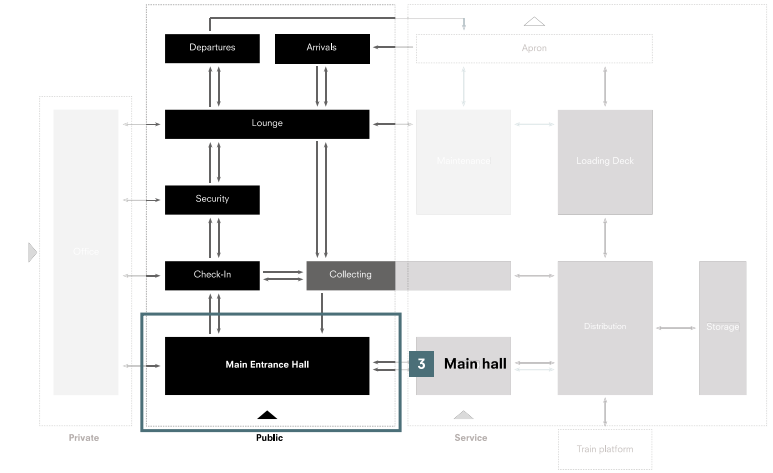 Departures
Arrivals
Apron
Lounge
Maintenance
Loading Deck
Security
Office
Check-In
Collecting
Distribution
Storage
Main Entrance Hall
3
Main hall
Private
Public
Service
Train platform